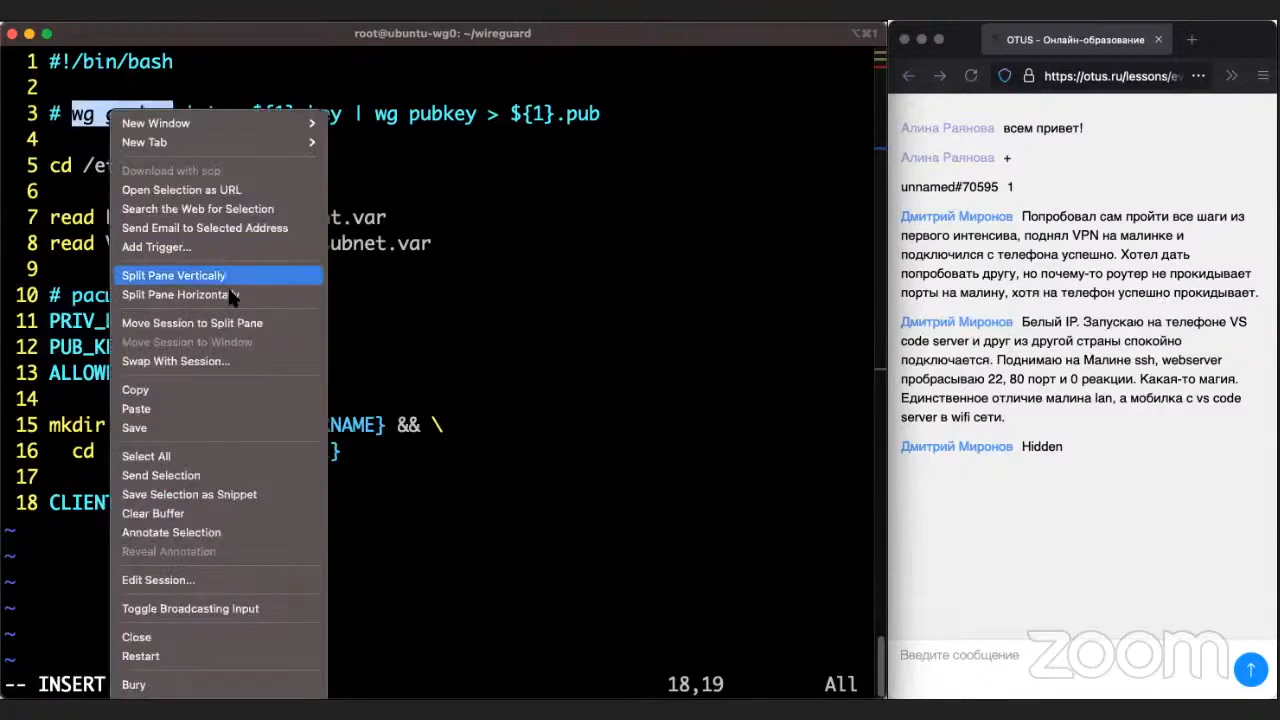 root@ubuntu-wg0: ~/wireguard
⌥⌘1
1 #!/bin/bash
2
3 # wg ey | wg pubkey > ${1}.pub
4
5 cd
6
7 read t.var
8 read subnet.var
9
10 #
11 PRIV_
12
13
14
15 mkdir NAME} && \
16 cd }
17
18 CLIENT
~
~
~
~
~
~
-- INSERT 18,19 All
New Window
New Tab
Download with scp
Open Selection as URL
Search the Web for Selection
Send Email to Selected Address
Add Trigger...
Split Pane Vertically
Split Pane Horizontally
Move Session to Split Pane
Move Session to Window
Swap With Session...
Copy
Paste
Save
Select All
Send Selection
Save Selection as Snippet
Clear Buffer
Annotate Selection
Reveal Annotation
Edit Session...
Toggle Broadcasting Input
Close
Restart
Bury
OTUS - Онлайн-образование
https://otus.ru/lessons/ev
Алина Раянова всем привет!
Алина Раянова +
unnamed#70595 1
Дмитрий Миронов Попробовал сам пройти все шаги из
первого интенсива, поднял VPN на малинке и
подключился с телефона успешно. Хотел дать
попробовать другу, но почему-то роутер не прокидывает
порты на малину, хотя на телефон успешно прокидывает.
Дмитрий Миронов Белый IP. Запускаю на телефоне VS
code server и друг из другой страны спокойно
подключается. Поднимаю на Малине ssh, webserver
пробрасываю 22, 80 порт и 0 реакции. Какая-то магия.
Единственное отличие малина lan, а мобилка с vs code
server в wifi сети.
Дмитрий Миронов Hidden
Введите сообщение
zoom